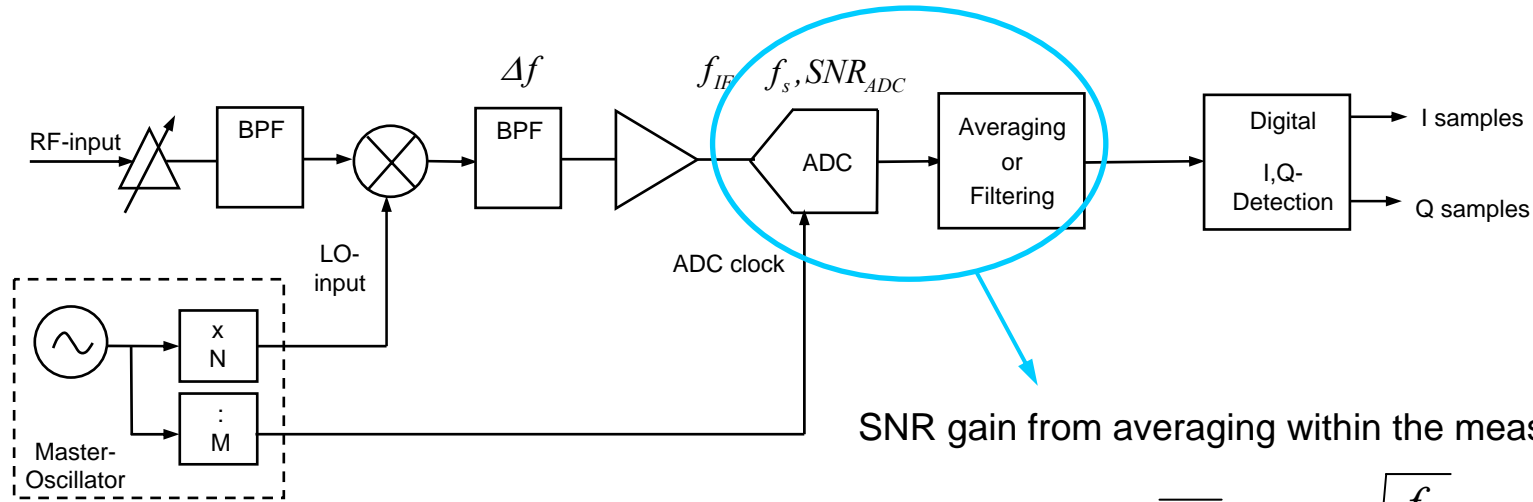 Δf
f_IF
f_s, SNR_ADC
RF-input
BPF
BPF
ADC
Averaging
or
Filtering
Digital
I,Q-
Detection
I samples
Q samples
LO-
input
ADC clock
x
N
:
M
Master-
Oscillator
SNR gain from averaging within the meas